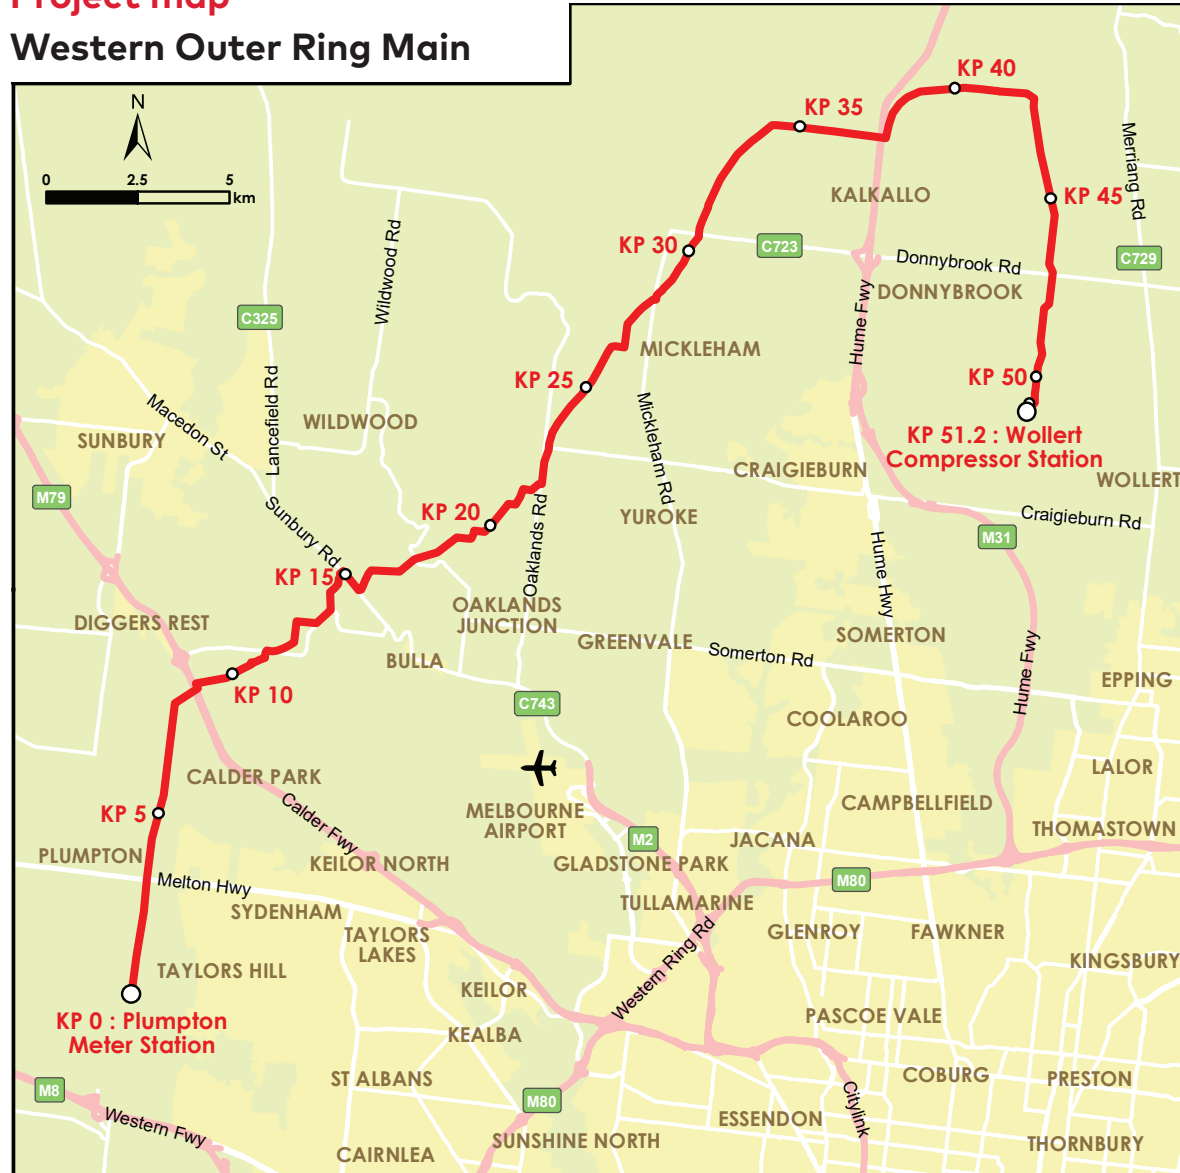 Project map
Western Outer Ring Main
N
0 2.5 5
km
KP 40
KP 35
KP 45
KP 30
KP 25
KP 50
KP 51.2 : Wollert
Compressor Station
KP 20
KP 15
KP 10
KP 5
KP 0 : Plumpton
Meter Station
Merriang Rd
KALKALLO
C723
Donnybrook Rd
C729
DONNYBROOK
Hume Fwy
Wildwood Rd
C325
MICKLEHAM
Lancefield Rd
Macedon St
WILDWOOD
SUNBURY
Mickleham Rd
CRAIGIEBURN
WOLLERT
M79
Sunbury Rd
Oaklands Rd
YUROKE
Craigieburn Rd
M31
Hume Hwy
DIGGERS REST
OAKLANDS
JUNCTION
GREENVALE
SOMERTON
BULLA
Somerton Rd
Hume Fwy
EPPING
C743
COOLAROO
CALDER PARK
LALOR
Calder Fwy
MELBOURNE
AIRPORT
CAMPBELLFIELD
THOMASTOWN
M2
JACANA
PLUMPTON
KEILOR NORTH
GLADSTONE PARK
Melton Hwy
M80
SYDENHAM
TULLAMARINE
TAYLORS
LAKES
GLENROY
FAWKNER
TAYLORS HILL
Western Ring Rd
KINGSBURY
KEILOR
PASCOE VALE
KEALBA
ST ALBANS
COBURG
PRESTON
M8
M80
Citylink
Western Fwy
ESSENDON
SUNSHINE NORTH
THORNBURY
CAIRNLEA